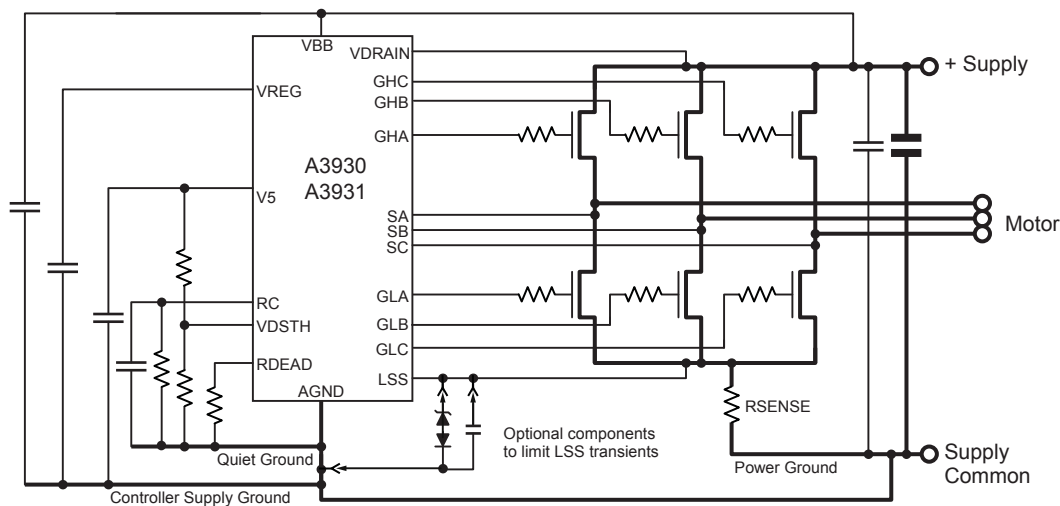 VBB
VDRAIN
+ Supply
GHC
VREG
GHB
GHA
A3930
A3931
V5
SA
SB
SC
Motor
GLA
RC
GLB
VDSTH
GLC
RDEAD
LSS
AGND
RSENSE
Optional components
to limit LSS transients
Quiet Ground
Power Ground
Supply
Common
Controller Supply Ground